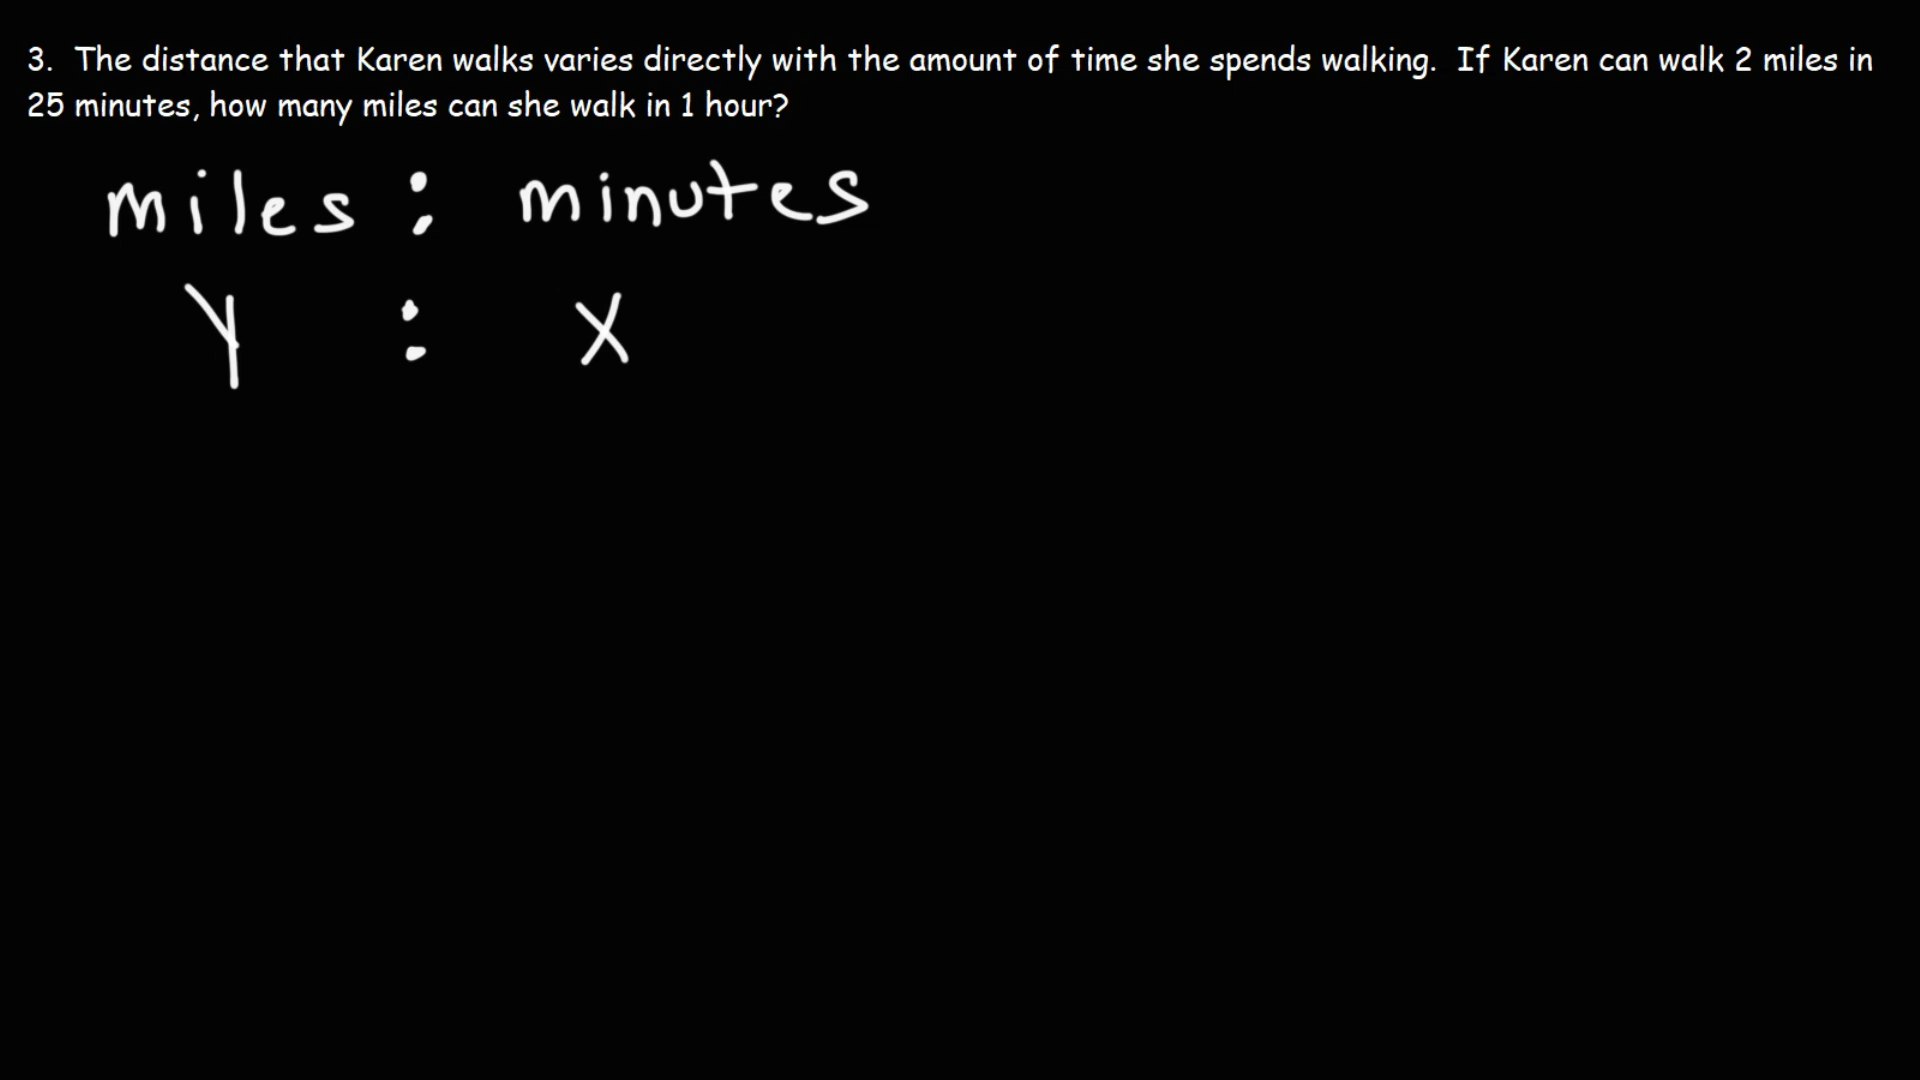 3. The distance that Karen walks varies directly with the amount of time she spends walking. If Karen can walk 2 miles in
25 minutes, how many miles can she walk in 1 hour?
miles : minutes
Y : X